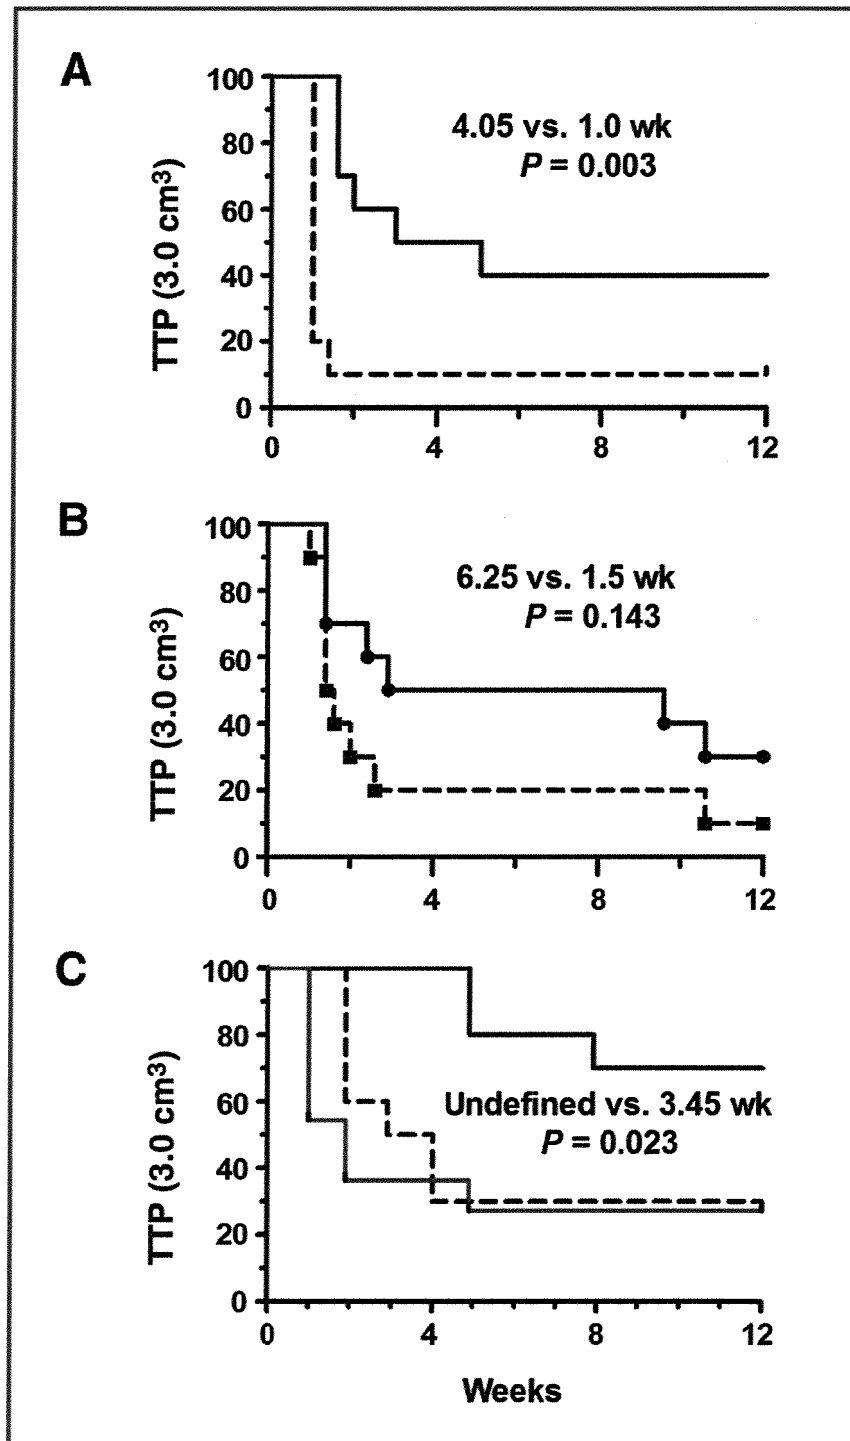 A
TTP (3.0 cm³)
100
80
60
40
20
0
4.05 vs. 1.0 wk
P = 0.003
0 4 8 12
B
TTP (3.0 cm³)
100
80
60
40
20
0
6.25 vs. 1.5 wk
P = 0.143
0 4 8 12
C
TTP (3.0 cm³)
100
80
60
40
20
0
Undefined vs. 3.45 wk
P = 0.023
0 4 8 12
Weeks